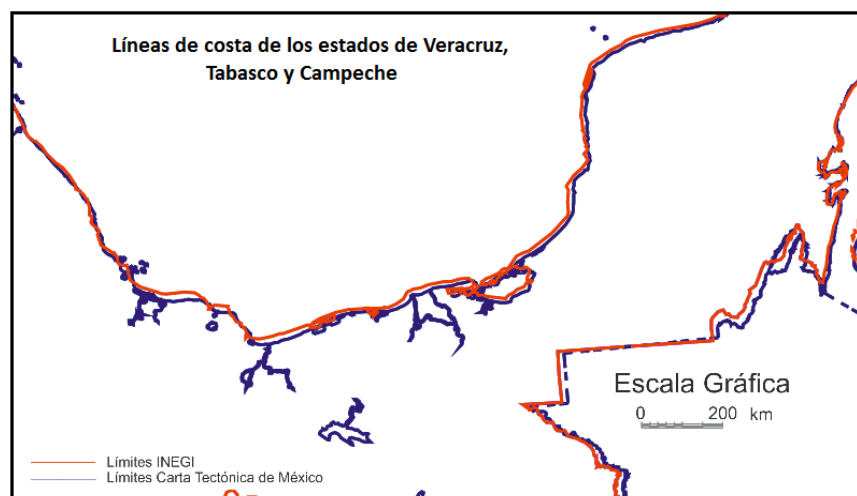 Líneas de costa de los estados de Veracruz,
Tabasco y Campeche
Escala Gráfica
0 200 km
Límites INEGI
Límites Carta Tectónica de México